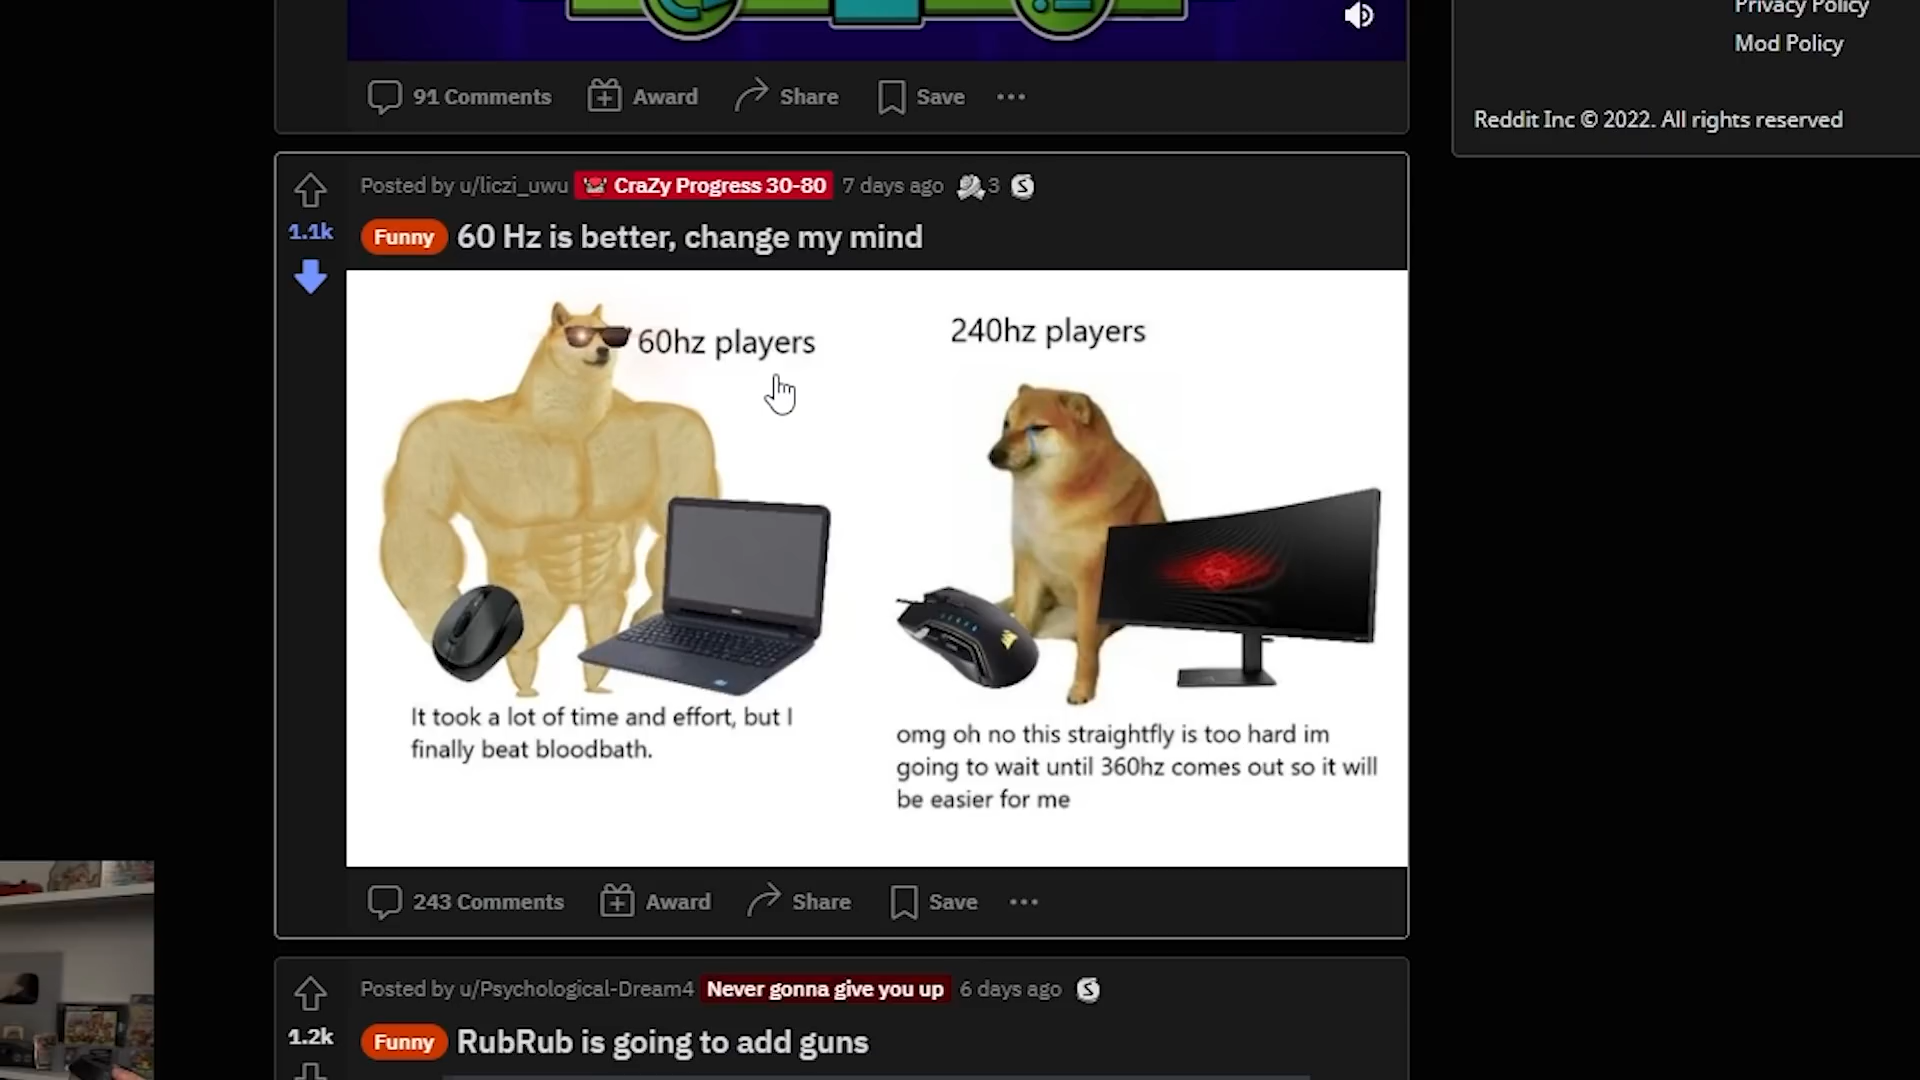 Privacy Policy
Mod Policy
Reddit Inc © 2022. All rights reserved
91 Comments Award Share Save
Posted by u/liczi_uwu CraZy Progress 30-80 7 days ago 3
1.1k
Funny 60 Hz is better, change my mind
60hz players
240hz players
It took a lot of time and effort, but I
finally beat bloodbath.
omg oh no this straightfly is too hard im
going to wait until 360hz comes out so it will
be easier for me
243 Comments Award Share Save
Posted by u/Psychological-Dream4 Never gonna give you up 6 days ago
1.2k
Funny RubRub is going to add guns